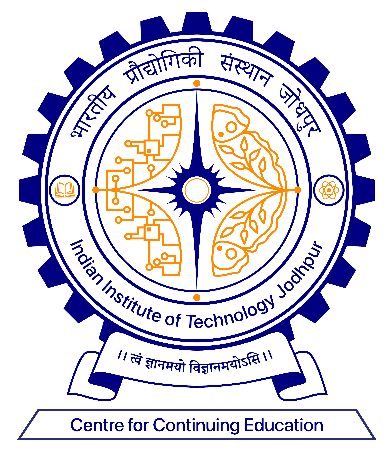 भारतीय प्रौद्योगिकी संस्थान जोधपुर
Indian Institute of Technology Jodhpur
।। त्वं ज्ञानमयो विज्ञानमयोऽसि ।।
Centre for Continuing Education